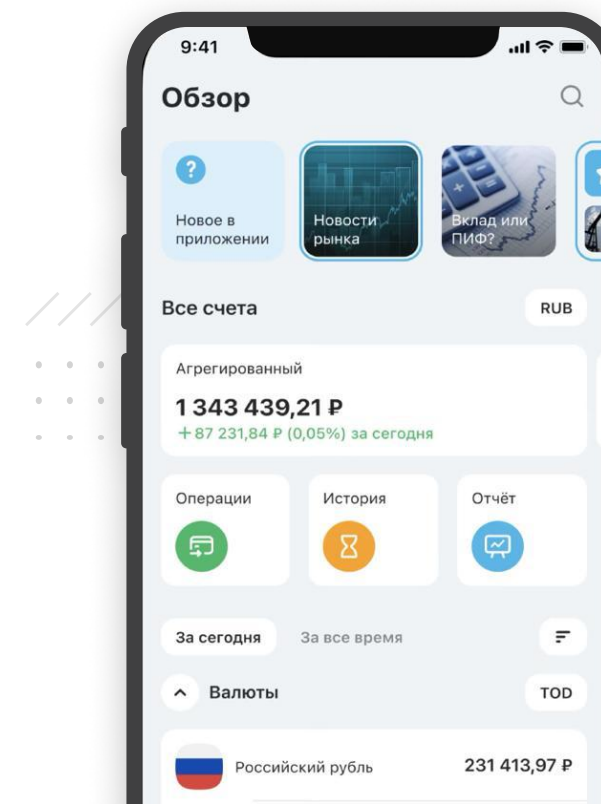 9:41
Обзор
?
Новое в
приложении
Новости
рынка
Вклад или
ПИФ?
Все счета
RUB
Агрегированный
1 343 439,21 ₽
+87 231,84 ₽ (0,05%) за сегодня
Операции
История
Отчёт
За сегодня
За все время
Валюты
TOD
Российский рубль
231 413,97 ₽